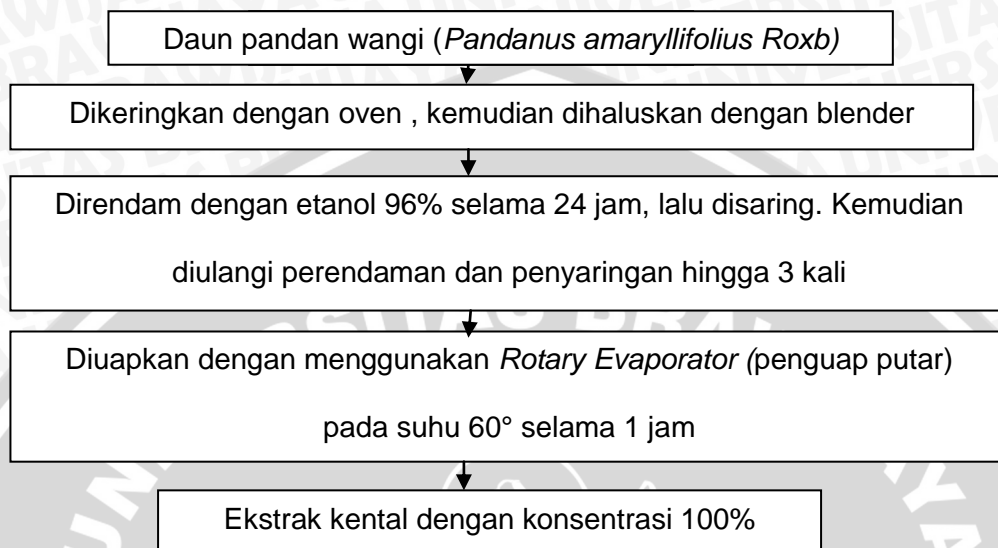 Daun pandan wangi (Pandanus amaryllifolius Roxb)
Dikeringkan dengan oven , kemudian dihaluskan dengan blender
Direndam dengan etanol 96% selama 24 jam, lalu disaring. Kemudian
diulangi perendaman dan penyaringan hingga 3 kali
Diuapkan dengan menggunakan Rotary Evaporator (penguap putar)
pada suhu 60° selama 1 jam
Ekstrak kental dengan konsentrasi 100%